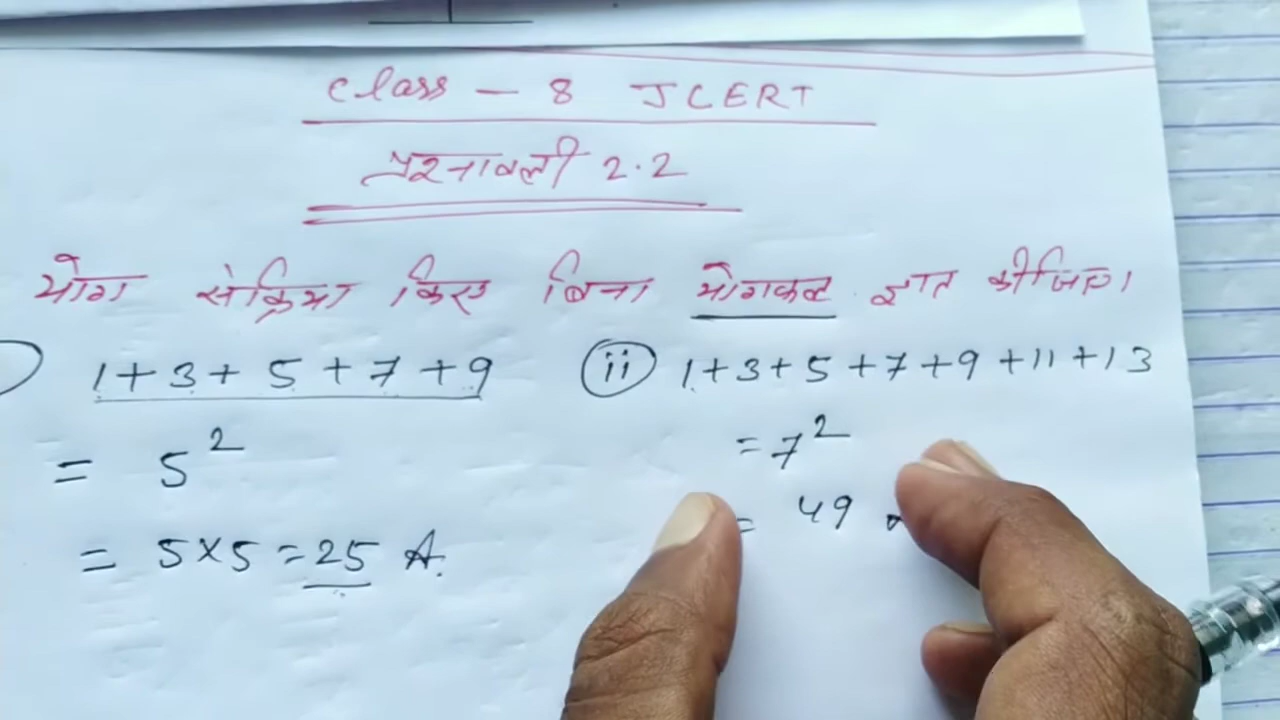 Class - 8 JCERT
प्रश्नावली 2.2
योग संक्रिया किए बिना योगफल ज्ञात कीजिए।
1+3+5+7+9
ii 1+3+5+7+9+11+13
= 5²
= 7²
= 5×5=25 A.
= 49